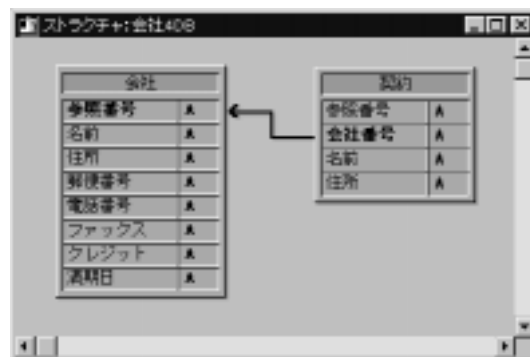 ストラクチャ:会社4DB
会社
参照番号 A
名前 A
住所 A
郵便番号 A
電話番号 A
ファックス A
クレジット A
満期日 A
契約
参照番号 A
会社番号 A
名前 A
住所 A